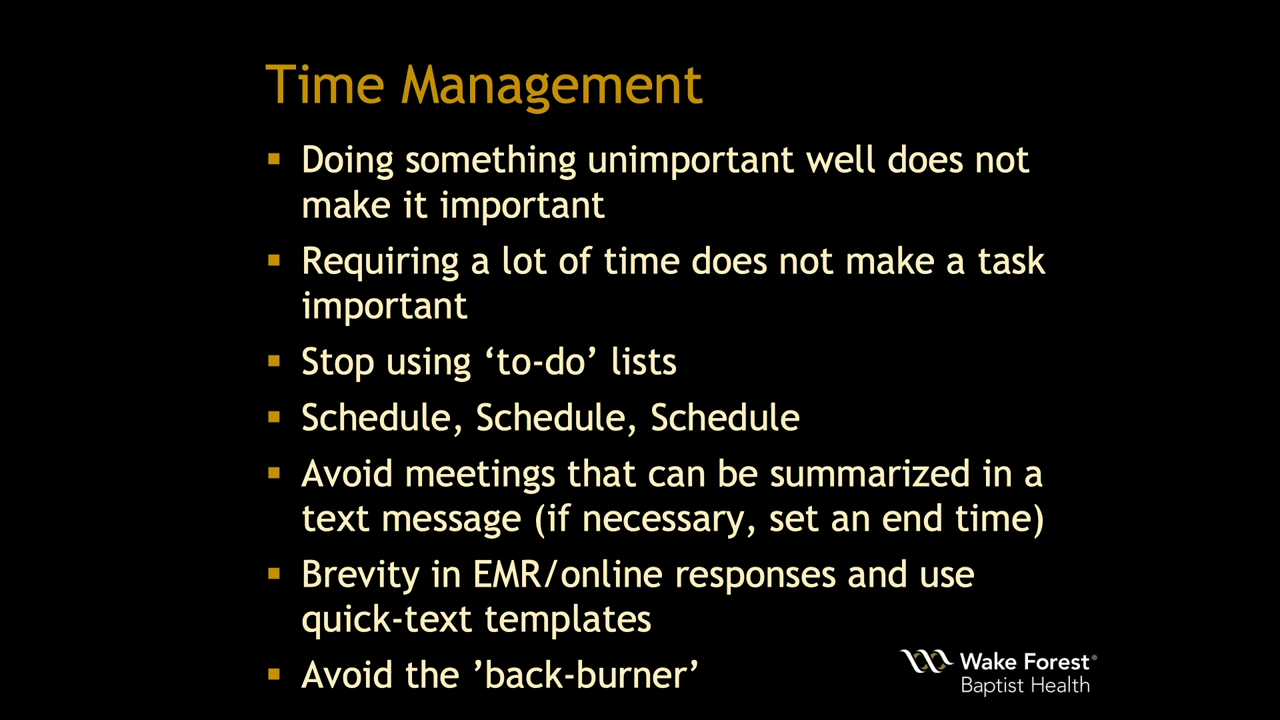 Time Management
▪ Doing something unimportant well does not
make it important
▪ Requiring a lot of time does not make a task
important
▪ Stop using ‘to-do’ lists
▪ Schedule, Schedule, Schedule
▪ Avoid meetings that can be summarized in a
text message (if necessary, set an end time)
▪ Brevity in EMR/online responses and use
quick-text templates
▪ Avoid the ’back-burner’
Wake Forest®
Baptist Health